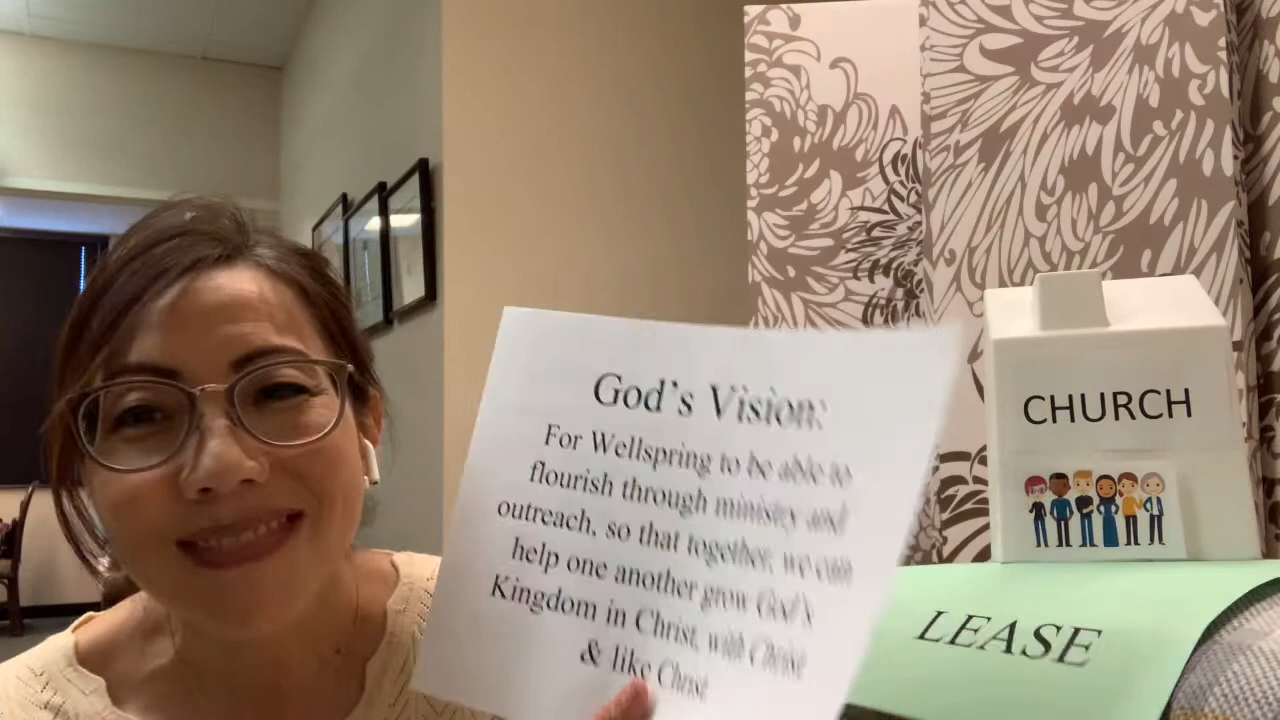 God's Vision:
For Wellspring to be able to
flourish through ministry and
outreach, so that together, we can
help one another grow God's
Kingdom in Christ, with Christ
& like Christ
CHURCH
LEASE